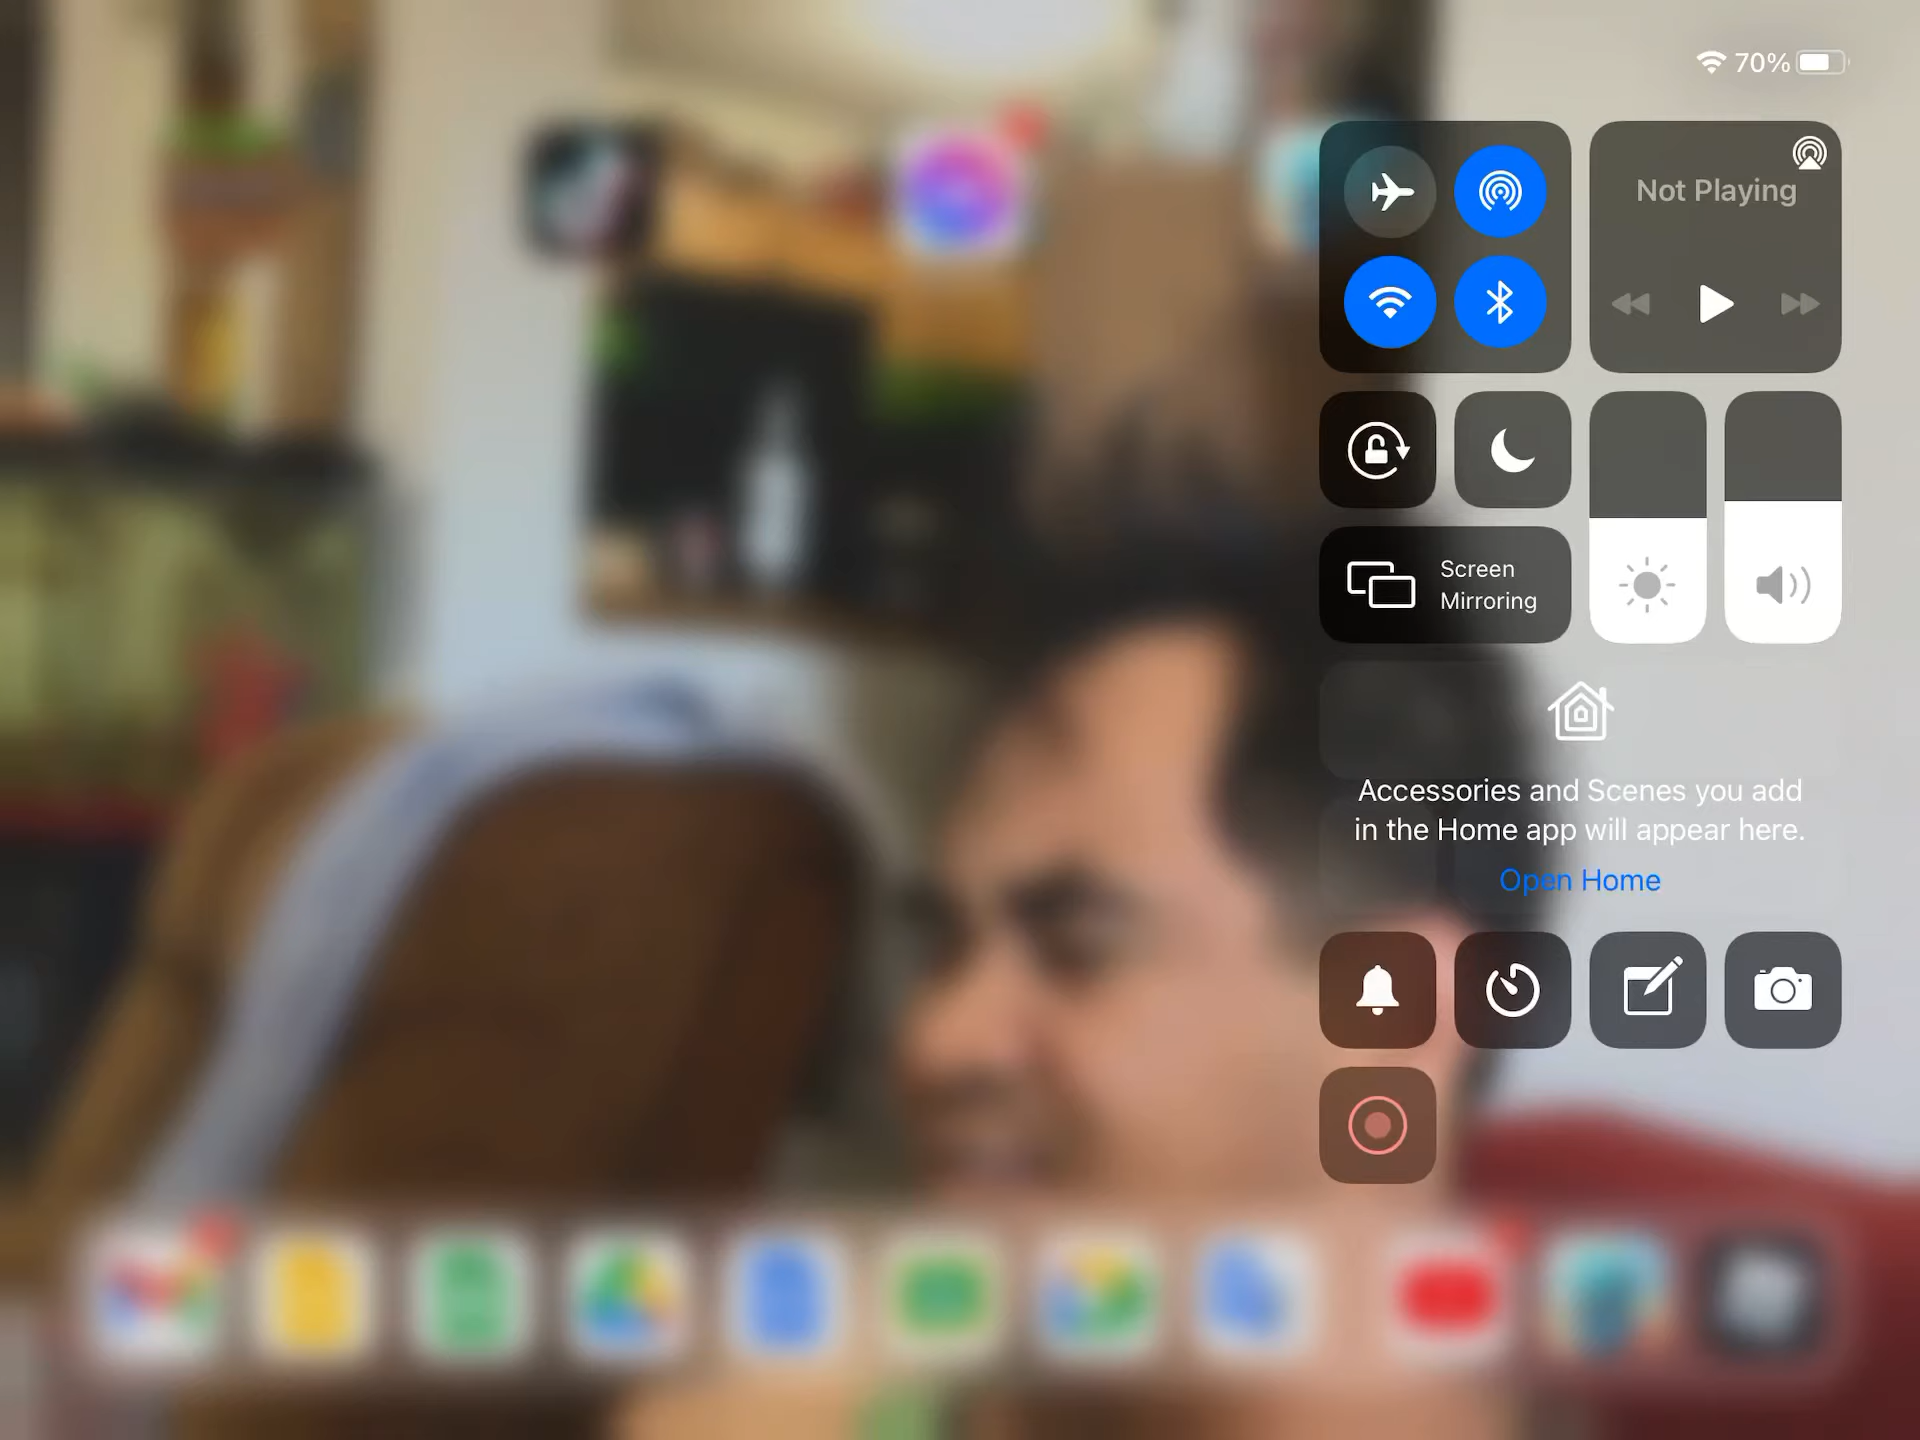 70%
Not Playing
Screen
Mirroring
Accessories and Scenes you add
in the Home app will appear here.
Open Home